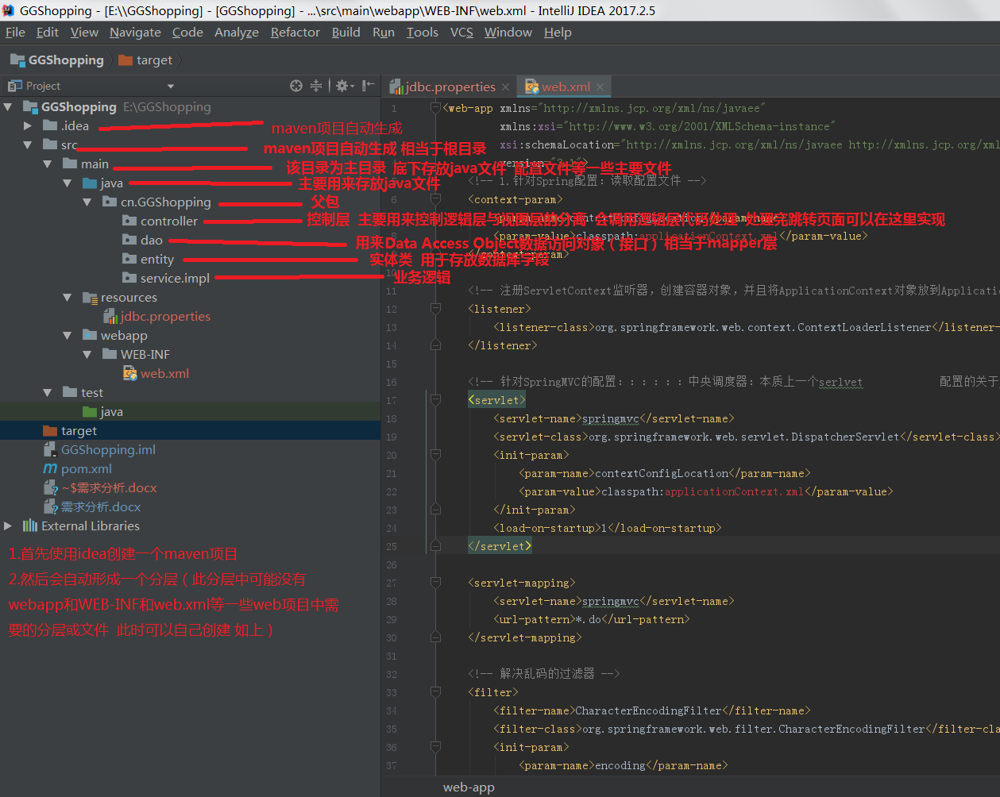 GGShopping - [E:\\GGShopping] - [GGShopping] - ...\src\main\webapp\WEB-INF\web.xml - IntelliJ IDEA 2017.2.5
File Edit View Navigate Code Analyze Refactor Build Run Tools VCS Window Help
GGShopping target
Project
GGShopping E:\GGShopping
.idea maven项目自动生成
src maven项目自动生成 相当于根目录
main 该目录为主目录 底下存放java文件 配置文件等一些主要文件
java 主要用来存放java文件
cn.GGShopping 父包
controller 控制层 主要用来控制逻辑层与视图层的分离 会调用逻辑层代码处理 处理完跳转页面可以在这里实现
dao 用来Data Access Object数据访问对象（接口）相当于mapper层
entity 实体类 用于存放数据库字段
service.impl 业务逻辑
resources
jdbc.properties
webapp
WEB-INF
web.xml
test
java
target
GGShopping.iml
pom.xml
~$需求分析.docx
需求分析.docx
External Libraries
1.首先使用idea创建一个maven项目
2.然后会自动形成一个分层（此分层中可能没有
webapp和WEB-INF和web.xml等一些web项目中需
要的分层或文件 此时可以自己创建 如上）
jdbc.properties web.xml
1 <web-app xmlns="http://xmlns.jcp.org/xml/ns/javaee"
xmlns:xsi="http://www.w3.org/2001/XMLSchema-instance"
xsi:schemaLocation="http://xmlns.jcp.org/xml/ns/javaee http://xmlns.jcp.org/xml
version="3.1">
<!-- 1.针对Spring配置：读取配置文件 -->
6 <context-param>
<param-name>contextConfigLocation</param-name>
<param-value>classpath:applicationContext.xml</param-value>
</context-param>
10
11 <!-- 注册ServletContext监听器，创建容器对象，并且将ApplicationContext对象放到Applicatio
12 <listener>
13 <listener-class>org.springframework.web.context.ContextLoaderListener</listener-
14 </listener>
15
16 <!-- 针对SpringMVC的配置：：：：：：中央调度器：本质上一个serlvet 配置的关于
17 <servlet>
18 <servlet-name>springmvc</servlet-name>
19 <servlet-class>org.springframework.web.servlet.DispatcherServlet</servlet-class>
20 <init-param>
21 <param-name>contextConfigLocation</param-name>
22 <param-value>classpath:applicationContext.xml</param-value>
23 </init-param>
24 <load-on-startup>1</load-on-startup>
25 </servlet>
26
27 <servlet-mapping>
28 <servlet-name>springmvc</servlet-name>
29 <url-pattern>*.do</url-pattern>
30 </servlet-mapping>
31
32 <!-- 解决乱码的过滤器 -->
33 <filter>
34 <filter-name>CharacterEncodingFilter</filter-name>
35 <filter-class>org.springframework.web.filter.CharacterEncodingFilter</filter-cla
36 <init-param>
37 <param-name>encoding</param-name>
web-app